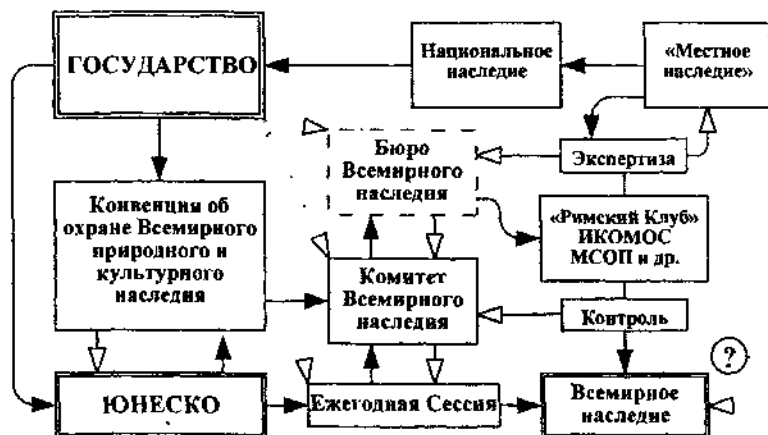 ГОСУДАРСТВО
Национальное
наследие
«Местное
наследие»
Бюро
Всемирного
наследия
Экспертиза
Конвенция об
охране Всемирного
природного и
культурного
наследия
«Римский Клуб»
ИКОМОС
МСОП и др.
Комитет
Всемирного
наследия
Контроль
?
ЮНЕСКО
Ежегодная Сессия
Всемирное
наследие